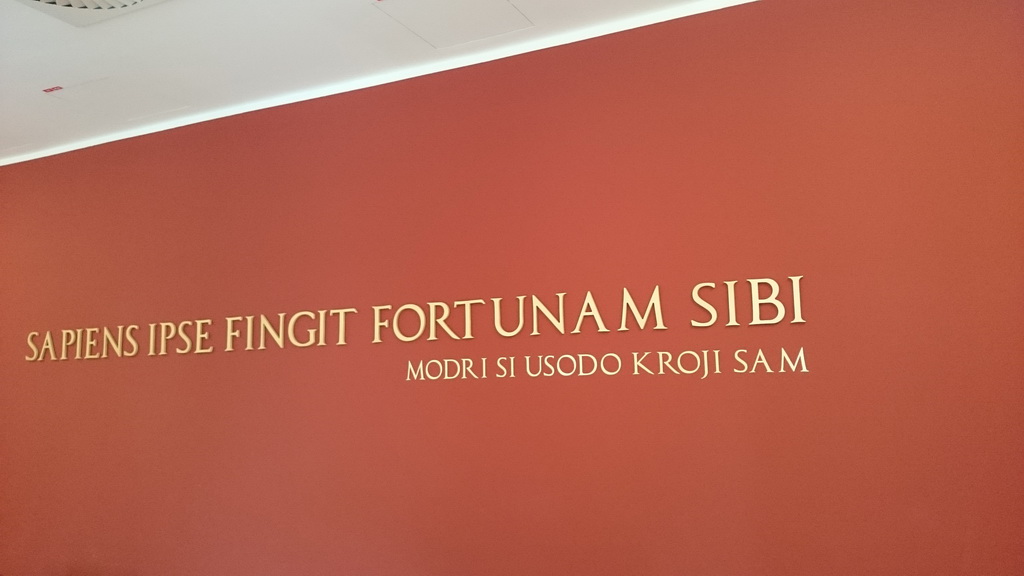 SAPIENS IPSE FINGIT FORTUNAM SIBI
MODRI SI USODO KROJI SAM